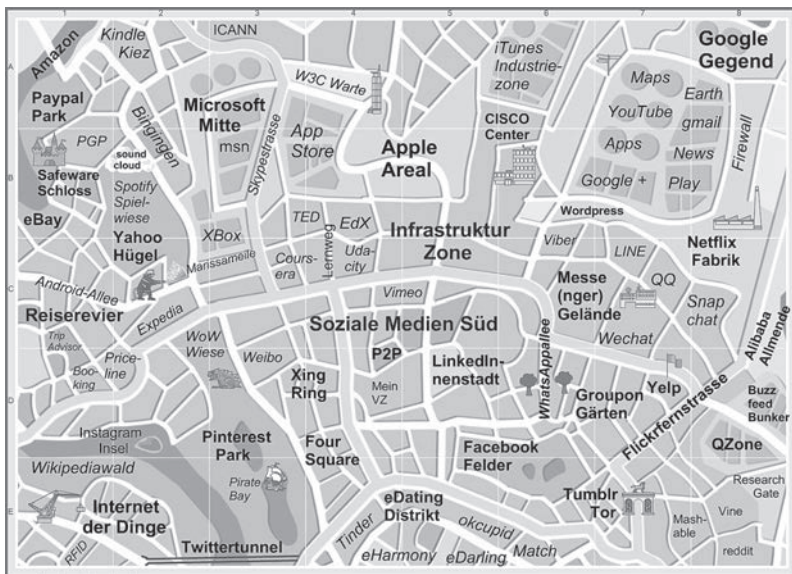 1
2
3
4
5
6
7
8
A
B
C
D
E
Amazon
Kindle
Kiez
ICANN
W3C Warte
iTunes
Industrie-
zone
Google
Gegend
Maps
Earth
YouTube
gmail
Apps
News
Google +
Play
Firewall
Paypal
Park
PGP
Bingingen
sound
cloud
Microsoft
Mitte
msn
Skypestrasse
App
Store
Apple
Areal
CISCO
Center
Safeware
Schloss
Spotify
Spiel-
wiese
eBay
Yahoo
Hügel
XBox
TED
EdX
Lernweg
Cours-
era
Uda-
city
Infrastruktur
Zone
Wordpress
Viber
LINE
Netflix
Fabrik
Marissameile
Android-Allee
Messe
(nger)
Gelände
QQ
Snap
chat
Reiserevier
Expedia
Vimeo
Soziale Medien Süd
Wechat
Alibaba
Allmende
Trip
Advisor
Price-
line
Boo-
king
WoW
Wiese
Weibo
Xing
Ring
P2P
Mein
VZ
LinkedIn-
nenstadt
WhatsAppallee
Groupon
Gärten
Yelp
Flickrfernstrasse
Buzz
feed
Bunker
QZone
Instagram
Insel
Wikipediawald
Pinterest
Park
Pirate
Bay
Four
Square
Facebook
Felder
Tumblr
Tor
Research
Gate
Internet
der Dinge
RFID
Twittertunnel
Tinder
eDating
Distrikt
okcupid
eHarmony
eDarling
Match
Mash-
able
Vine
reddit